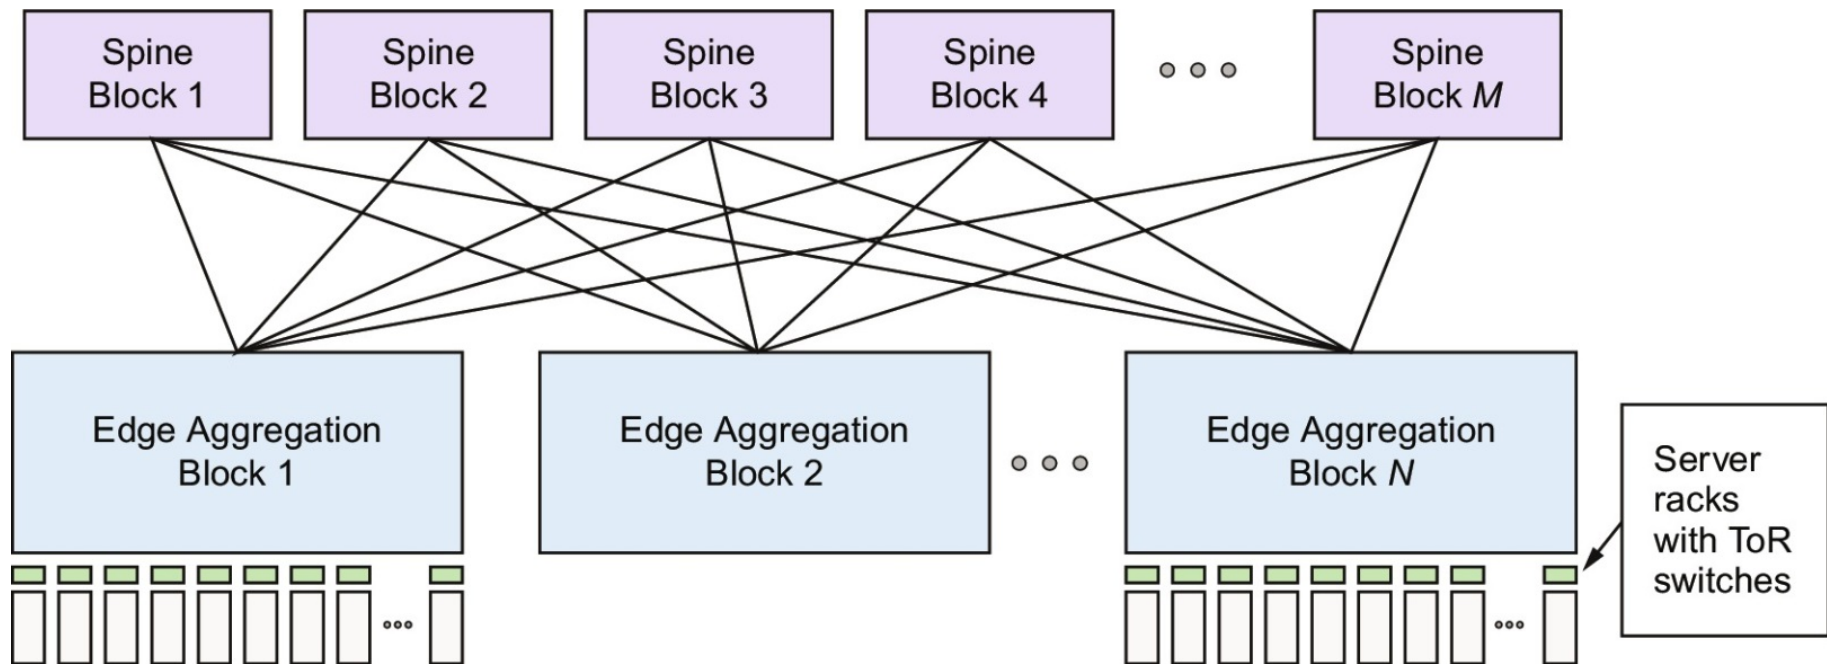 Spine
Block 1
Spine
Block 2
Spine
Block 3
Spine
Block 4
Spine
Block M
Edge Aggregation
Block 1
Edge Aggregation
Block 2
Edge Aggregation
Block N
Server
racks
with ToR
switches